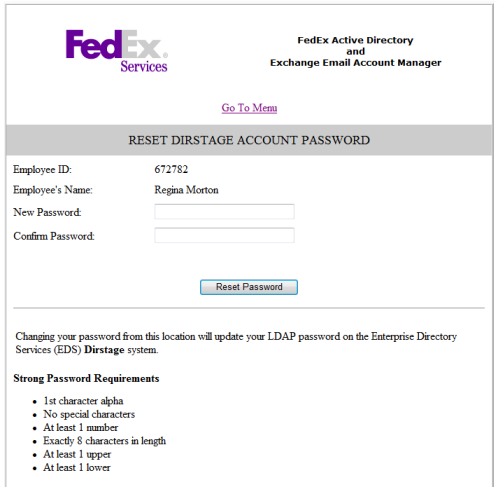 FedEx.
Services
FedEx Active Directory
and
Exchange Email Account Manager
Go To Menu
RESET DIRSTAGE ACCOUNT PASSWORD
Employee ID: 672782
Employee's Name: Regina Morton
New Password:
Confirm Password:
Reset Password
Changing your password from this location will update your LDAP password on the Enterprise Directory
Services (EDS) Dirstage system.
Strong Password Requirements
• 1st character alpha
• No special characters
• At least 1 number
• Exactly 8 characters in length
• At least 1 upper
• At least 1 lower